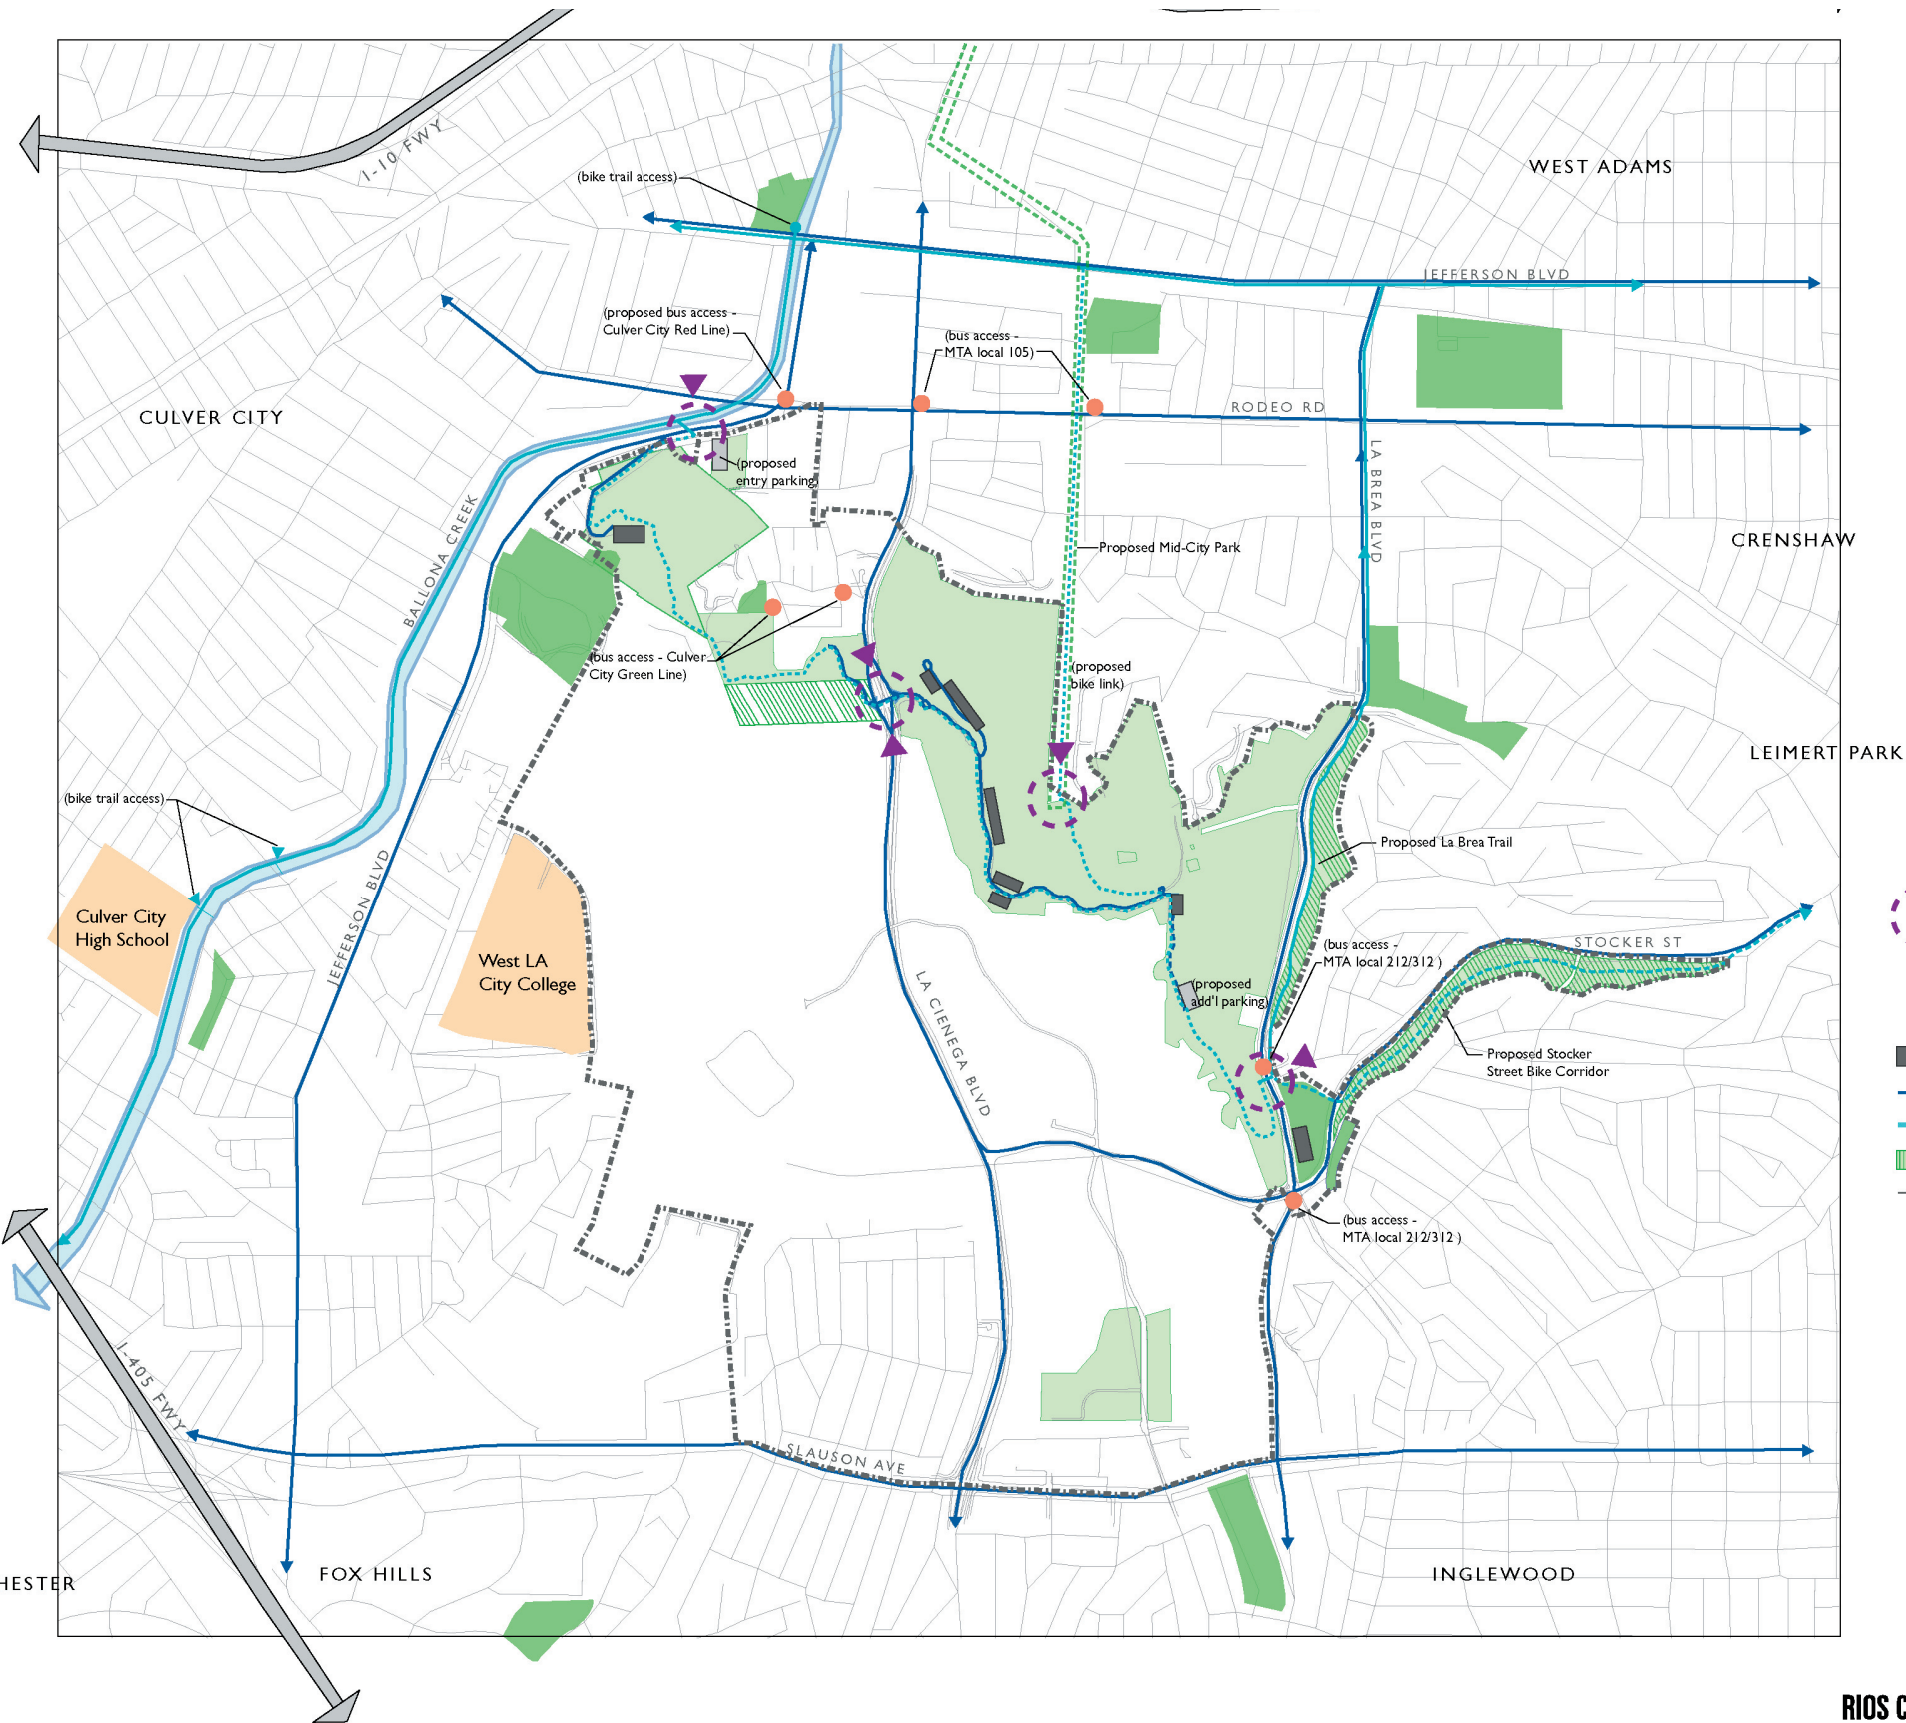 I-10 FWY
WEST ADAMS
(bike trail access)
JEFFERSON BLVD
(proposed bus access -
Culver City Red Line)
(bus access -
MTA local 105)
RODEO RD
CULVER CITY
(proposed
entry parking)
LA BREA BLVD
BALLONA CREEK
Proposed Mid-City Park
CRENSHAW
(bus access - Culver
City Green Line)
(proposed
bike link)
LEIMERT PARK
(bike trail access)
Proposed La Brea Trail
Culver City
High School
JEFFERSON BLVD
West LA
City College
(bus access -
MTA local 212/312 )
STOCKER ST
(proposed
add'l parking)
LA CIENEGA BLVD
Proposed Stocker
Street Bike Corridor
(bus access -
MTA local 212/312 )
I-405 FWY
SLAUSON AVE
FOX HILLS
INGLEWOOD
HESTER
RIOS C